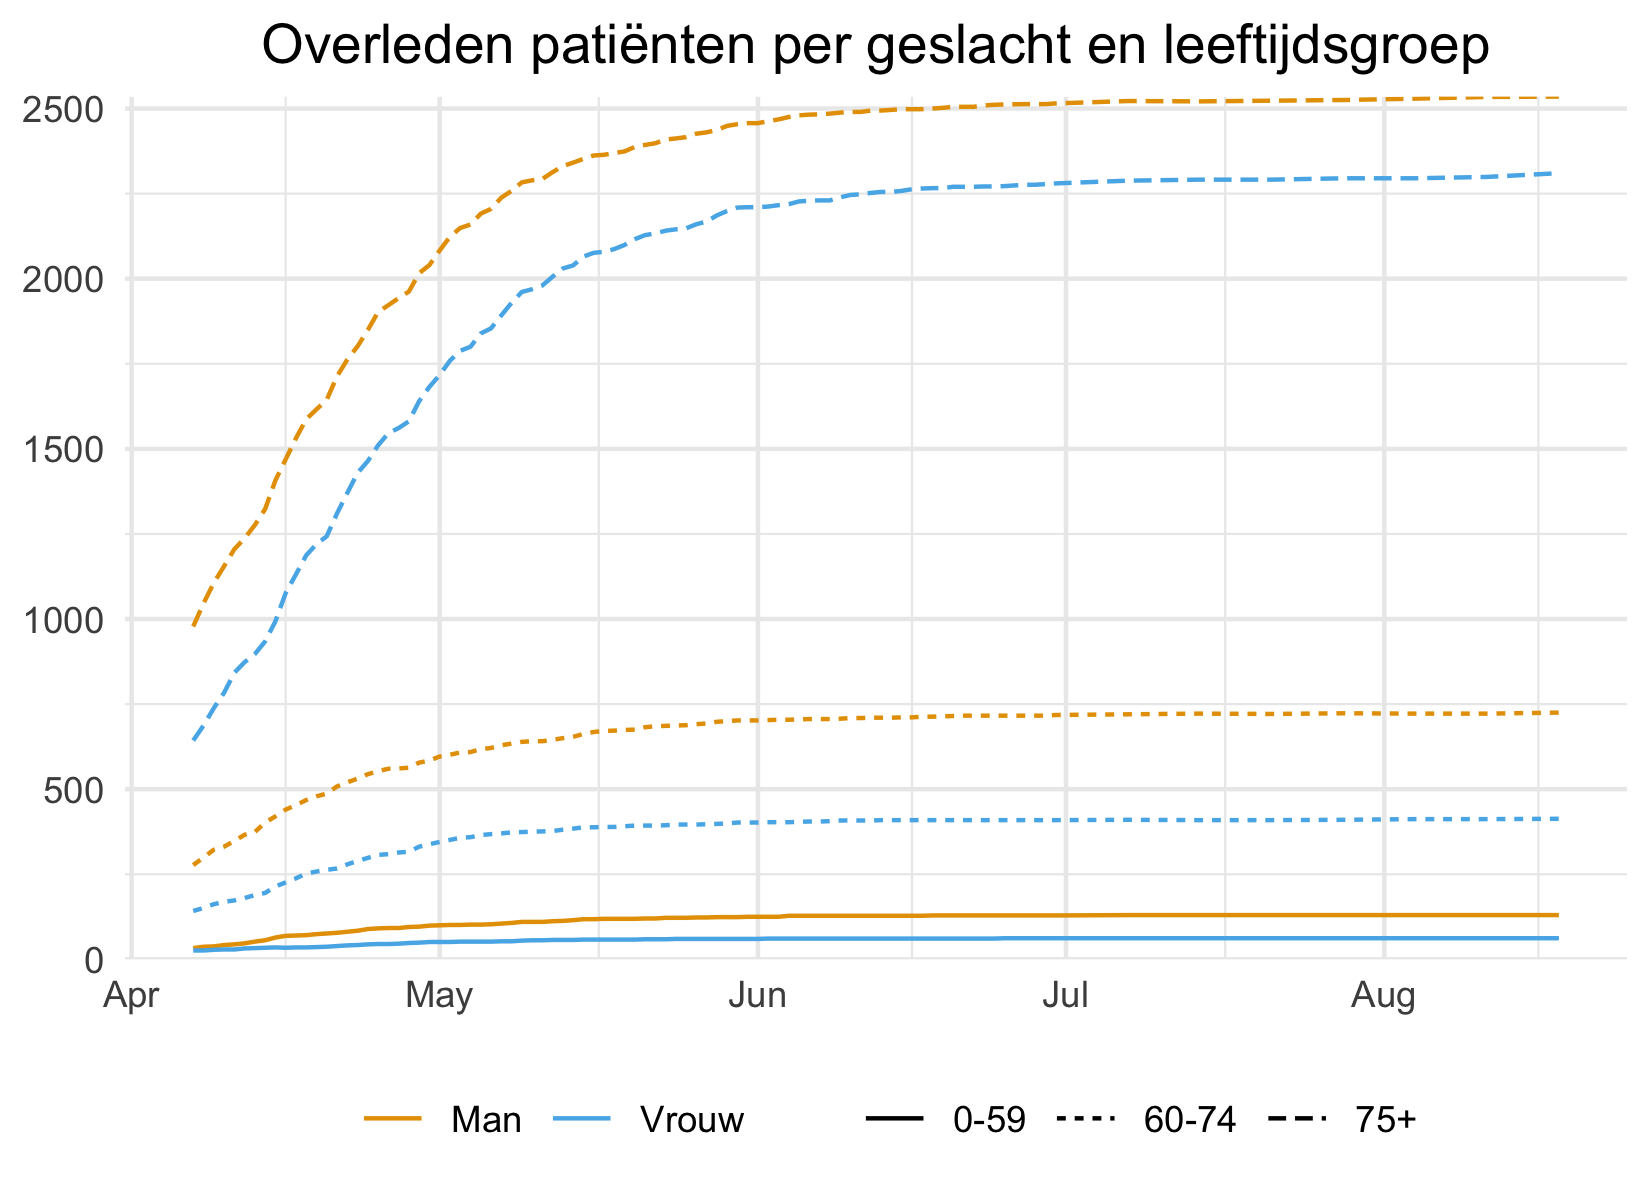 Overleden patiënten per geslacht en leeftijdsgroep
2500
2000
1500
1000
500
0
Apr May Jun Jul Aug
Man Vrouw 0-59 60-74 75+